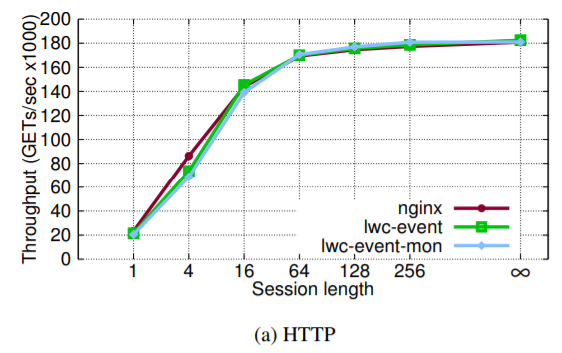 Throughput (GETs/sec x1000)
200
180
160
140
120
100
80
60
40
20
0
nginx
lwc-event
lwc-event-mon
1 4 16 64 128 256 ∞
Session length
(a) HTTP